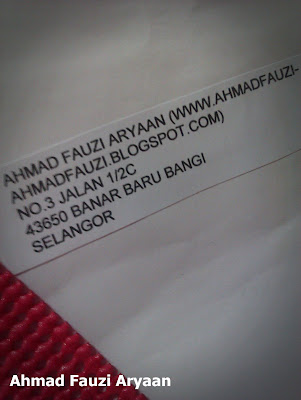 AHMAD FAUZI ARYAAN (WWW.AHMADFAUZI-
AHMADFAUZI.BLOGSPOT.COM)
NO.3 JALAN 1/2C
43650 BANAR BARU BANGI
SELANGOR
Ahmad Fauzi Aryaan